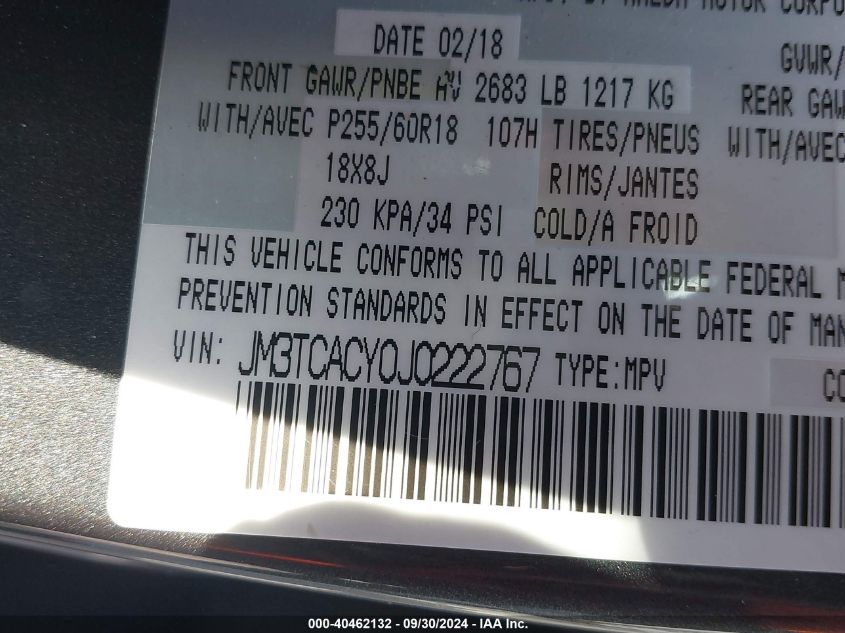 MOTOR CORPO
DATE 02/18
GVWR/
FRONT GAWR/PNBE AV 2683 LB 1217 KG
REAR GAW
WITH/AVEC P255/60R18 107H TIRES/PNEUS WITH/AVEC
18X8J RIMS/JANTES
230 KPA/34 PSI COLD/A FROID
THIS VEHICLE CONFORMS TO ALL APPLICABLE FEDERAL M
PREVENTION STANDARDS IN EFFECT ON THE DATE OF MAN
VIN: JM3TCACY0J0222767 TYPE:MPV
CO
000-40462132 - 09/30/2024 - IAA Inc.